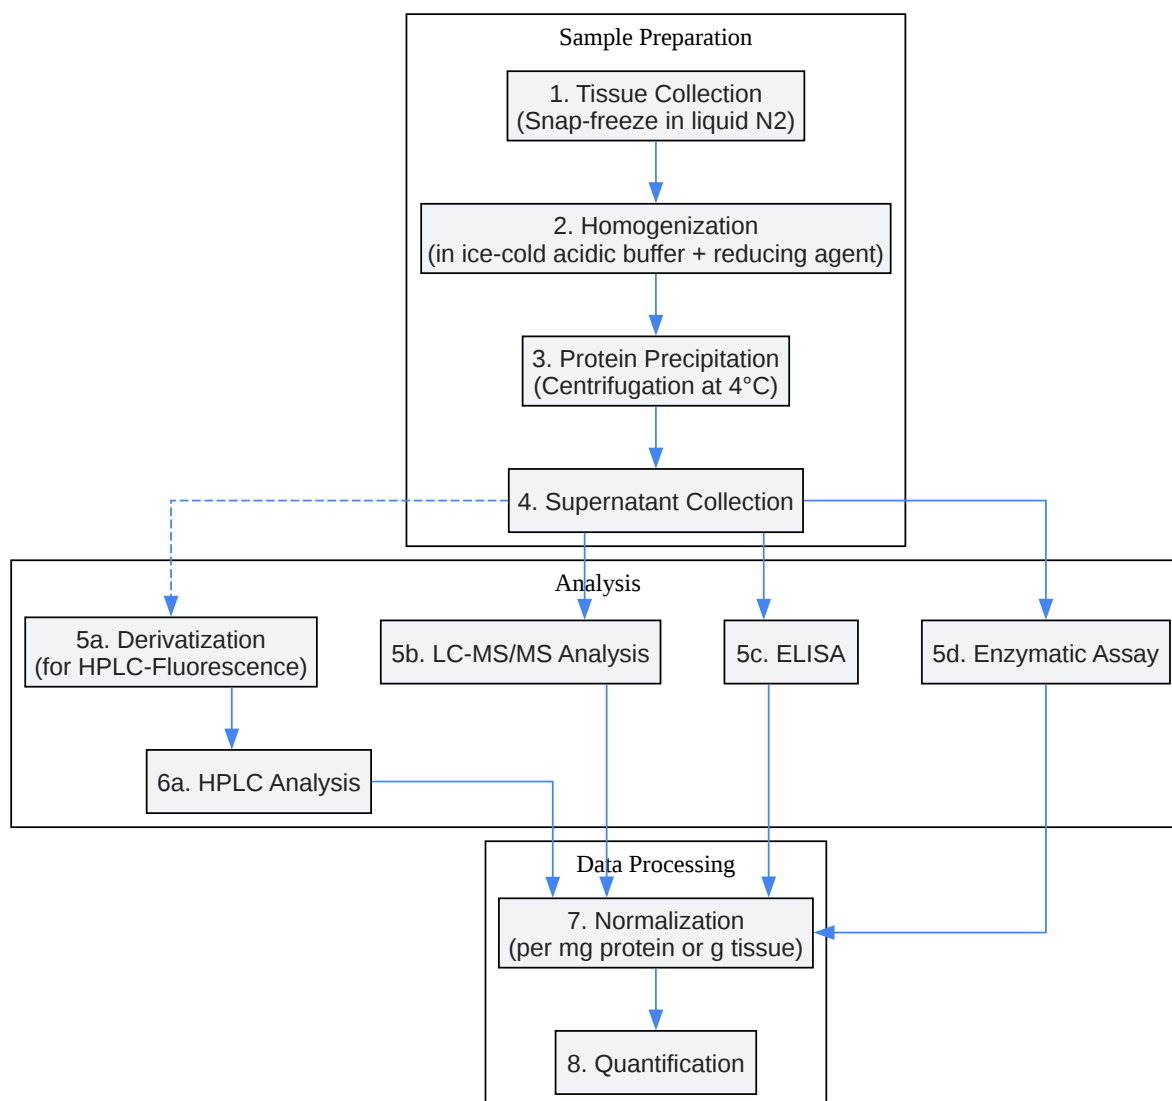 Sample Preparation
1. Tissue Collection
(Snap-freeze in liquid N2)
2. Homogenization
(in ice-cold acidic buffer + reducing agent)
3. Protein Precipitation
(Centrifugation at 4°C)
4. Supernatant Collection
Analysis
5a. Derivatization
(for HPLC-Fluorescence)
5b. LC-MS/MS Analysis
5c. ELISA
5d. Enzymatic Assay
6a. HPLC Analysis
Data Processing
7. Normalization
(per mg protein or g tissue)
8. Quantification